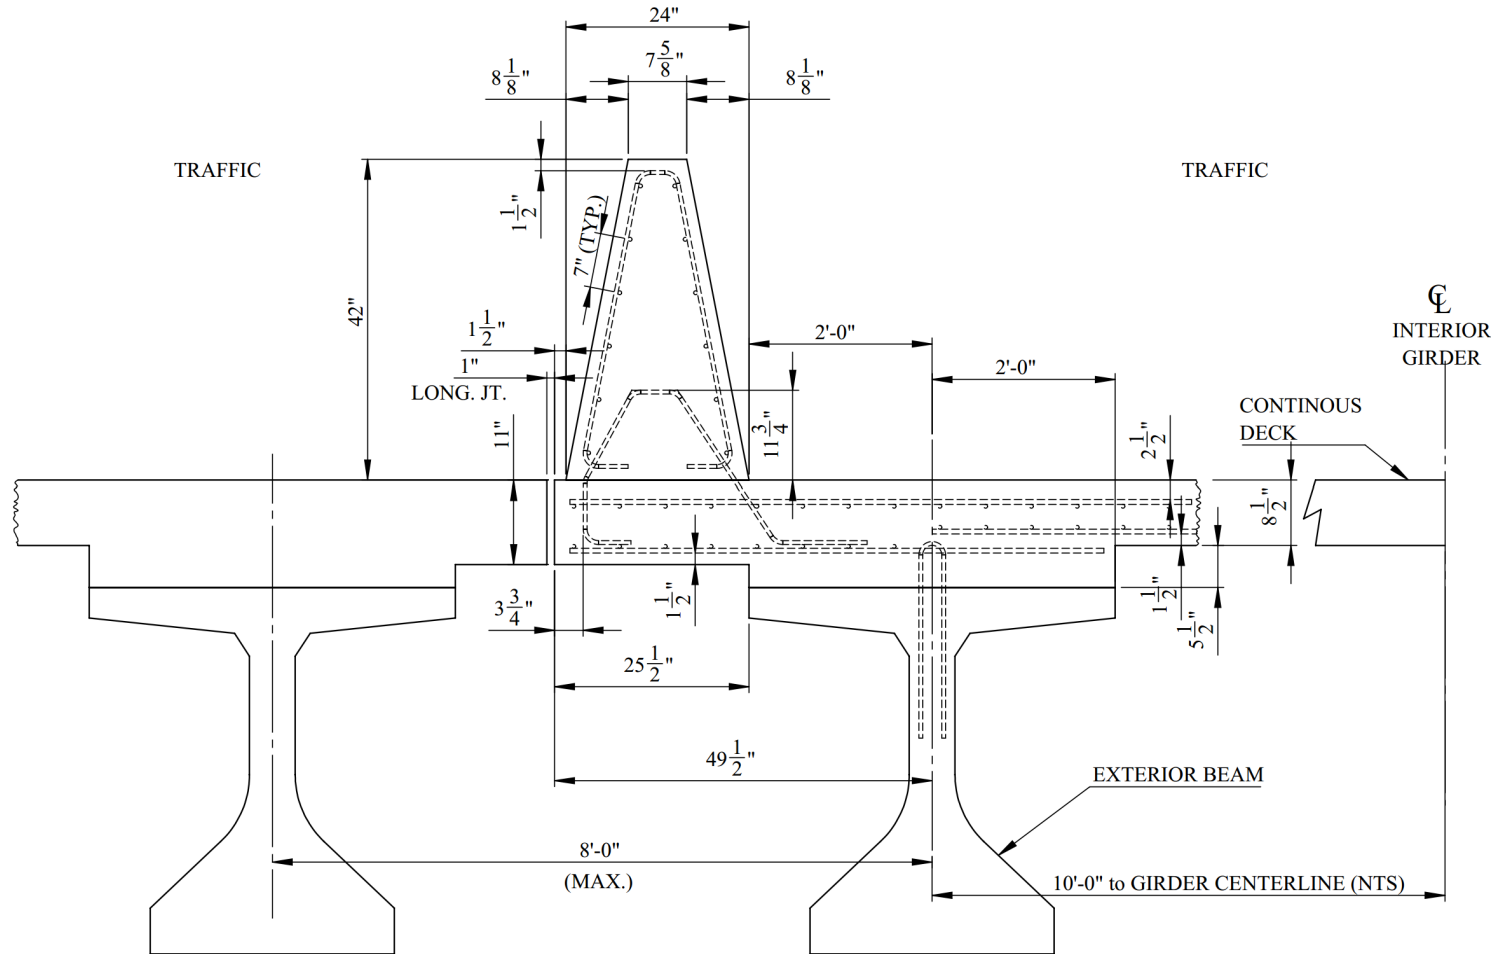 24"
7 5/8"
8 1/8"
8 1/8"
TRAFFIC
TRAFFIC
1 1/2"
7" (TYP.)
42"
1 1/2"
2'-0"
℄
INTERIOR
GIRDER
1"
LONG. JT.
2'-0"
CONTINOUS
DECK
11"
11 3/4"
2 1/2"
8 1/2"
3 3/4"
1 1/2"
1 1/2"
5 1/2"
25 1/2"
49 1/2"
EXTERIOR BEAM
8'-0"
(MAX.)
10'-0" to GIRDER CENTERLINE (NTS)